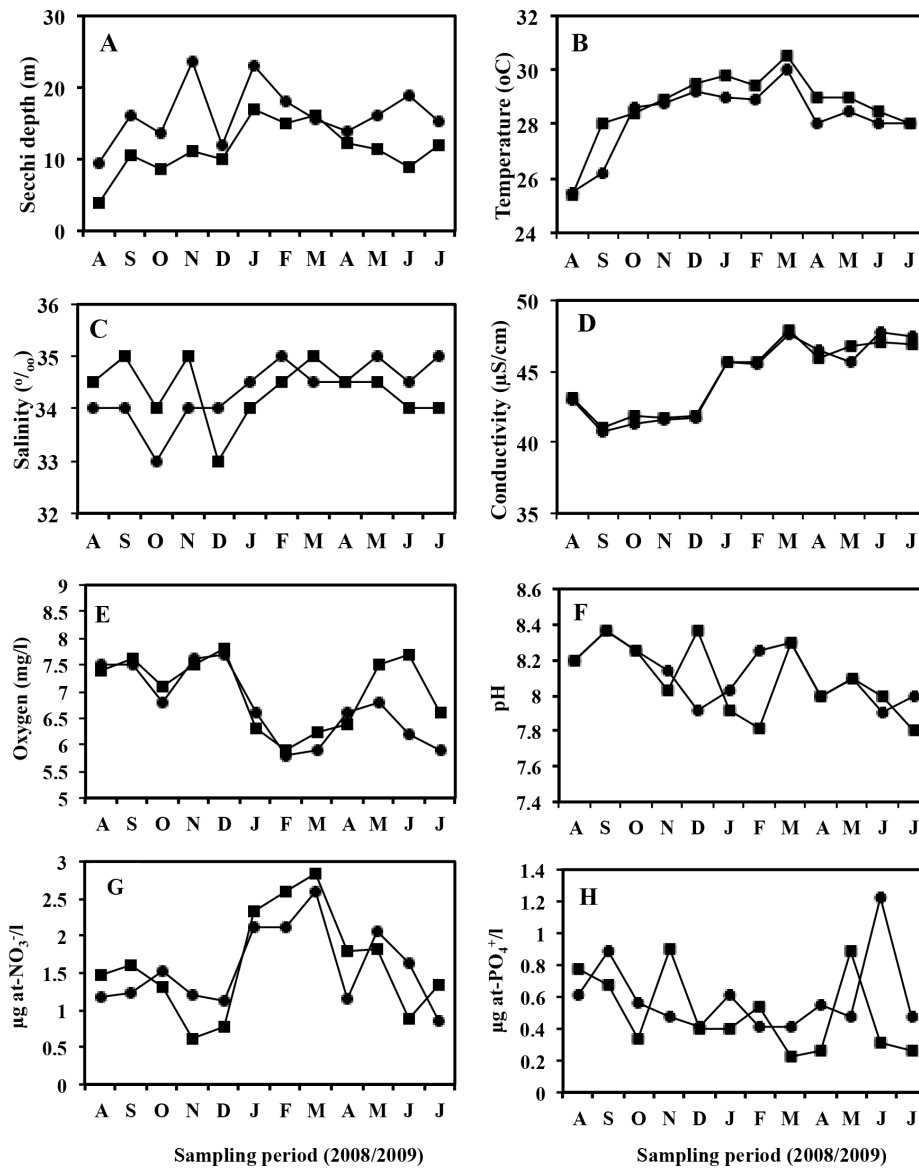 A
Secchi depth (m)
30
20
10
0
A S O N D J F M A M J J
B
Temperature (oC)
32
30
28
26
24
A S O N D J F M A M J J
C
Salinity (º/ₒₒ)
36
35
34
33
32
A S O N D J F M A M J J
D
Conductivity (µS/cm)
50
45
40
35
A S O N D J F M A M J J
E
Oxygen (mg/l)
9
8.5
8
7.5
7
6.5
6
5.5
5
A S O N D J F M A M J J
F
pH
8.6
8.4
8.2
8
7.8
7.6
7.4
A S O N D J F M A M J J
G
µg at-NO₃⁻/l
3
2.5
2
1.5
1
0.5
0
A S O N D J F M A M J J
Sampling period (2008/2009)
H
µg at-PO₄⁺/l
1.4
1.2
1
0.8
0.6
0.4
0.2
0
A S O N D J F M A M J J
Sampling period (2008/2009)